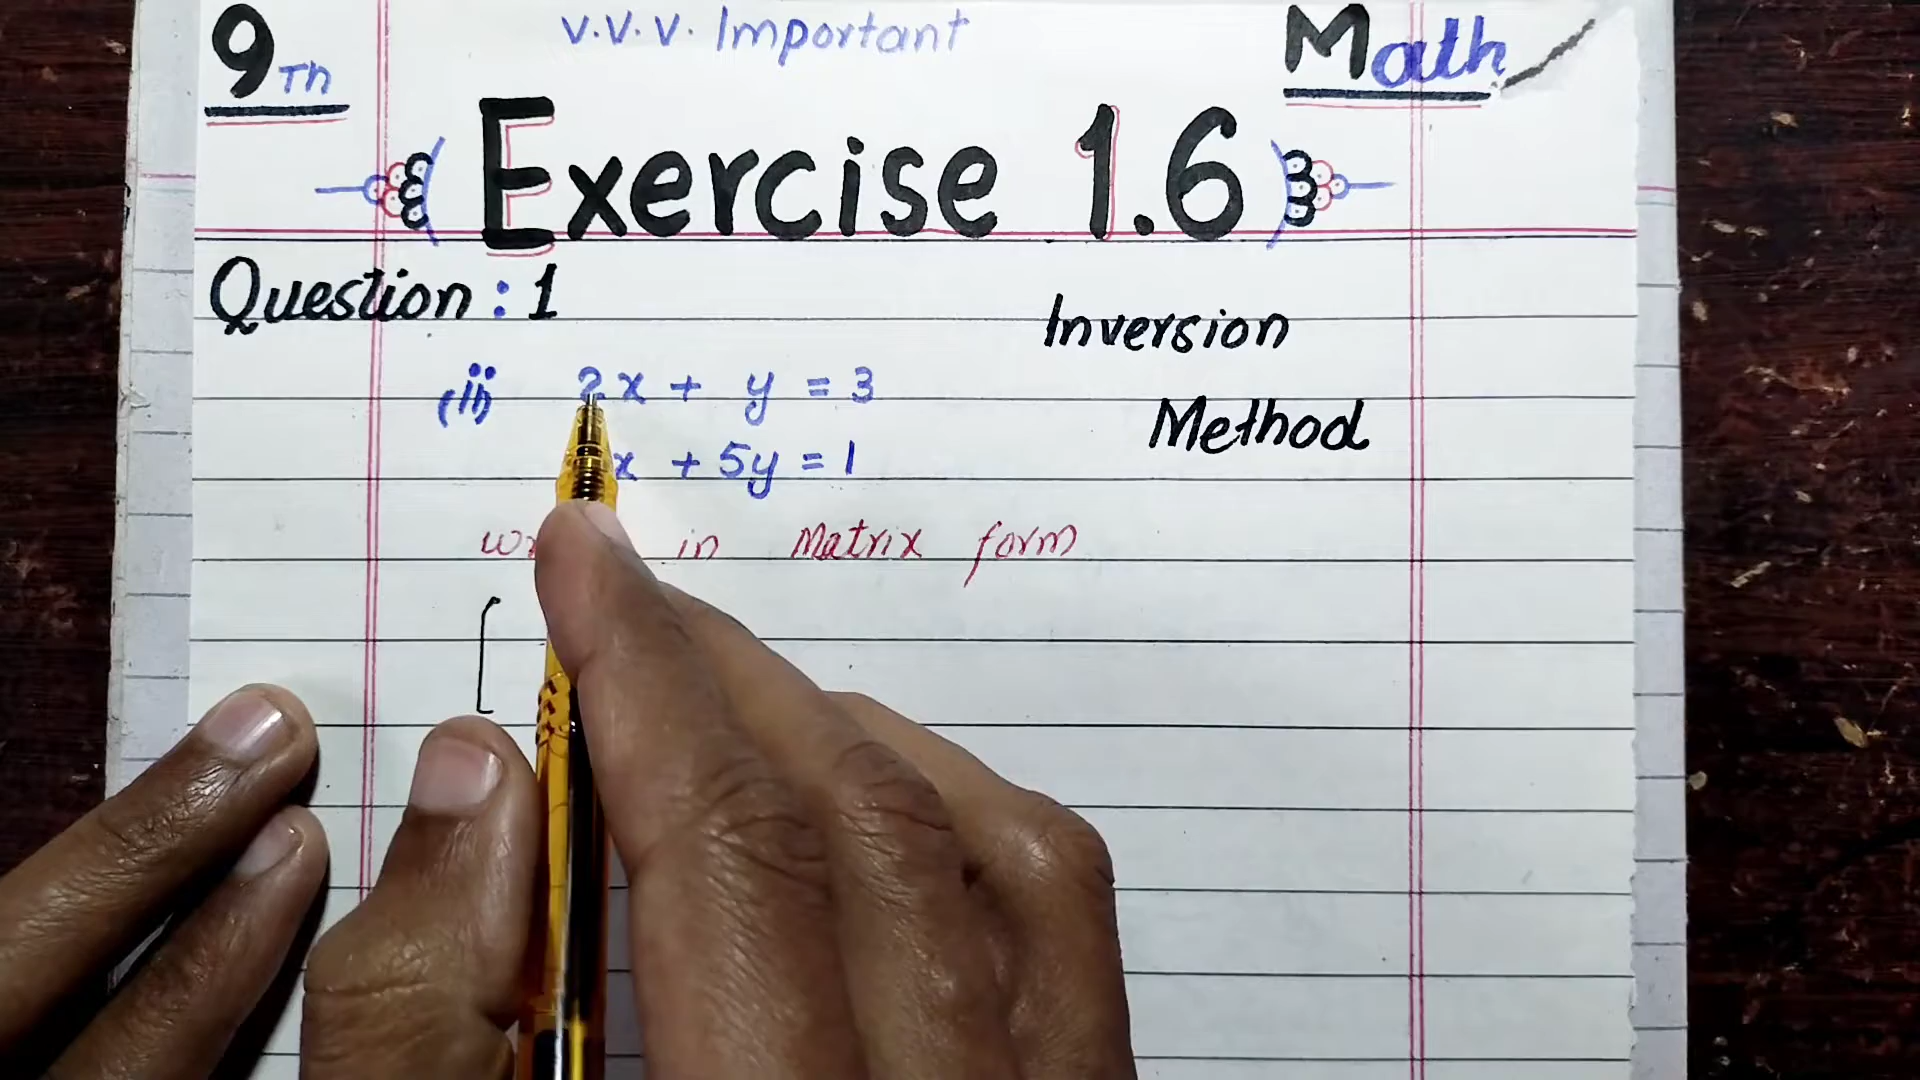 9Th
v.v.v. Important
Math
Exercise 1.6
Question : 1
Inversion
Method
(ii) 2x + y = 3
x + 5y = 1
in Matrix form
[